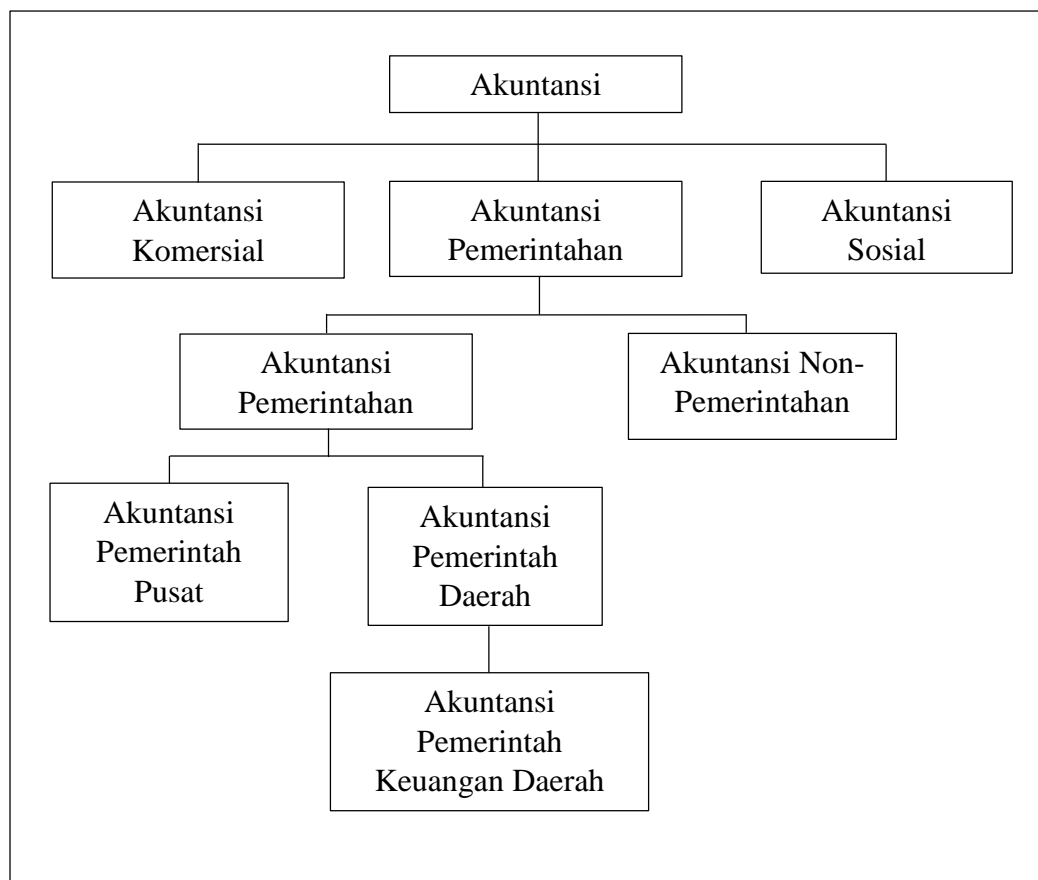 Akuntansi
Akuntansi
Komersial
Akuntansi
Pemerintahan
Akuntansi
Sosial
Akuntansi
Pemerintahan
Akuntansi Non-
Pemerintahan
Akuntansi
Pemerintah
Pusat
Akuntansi
Pemerintah
Daerah
Akuntansi
Pemerintah
Keuangan Daerah